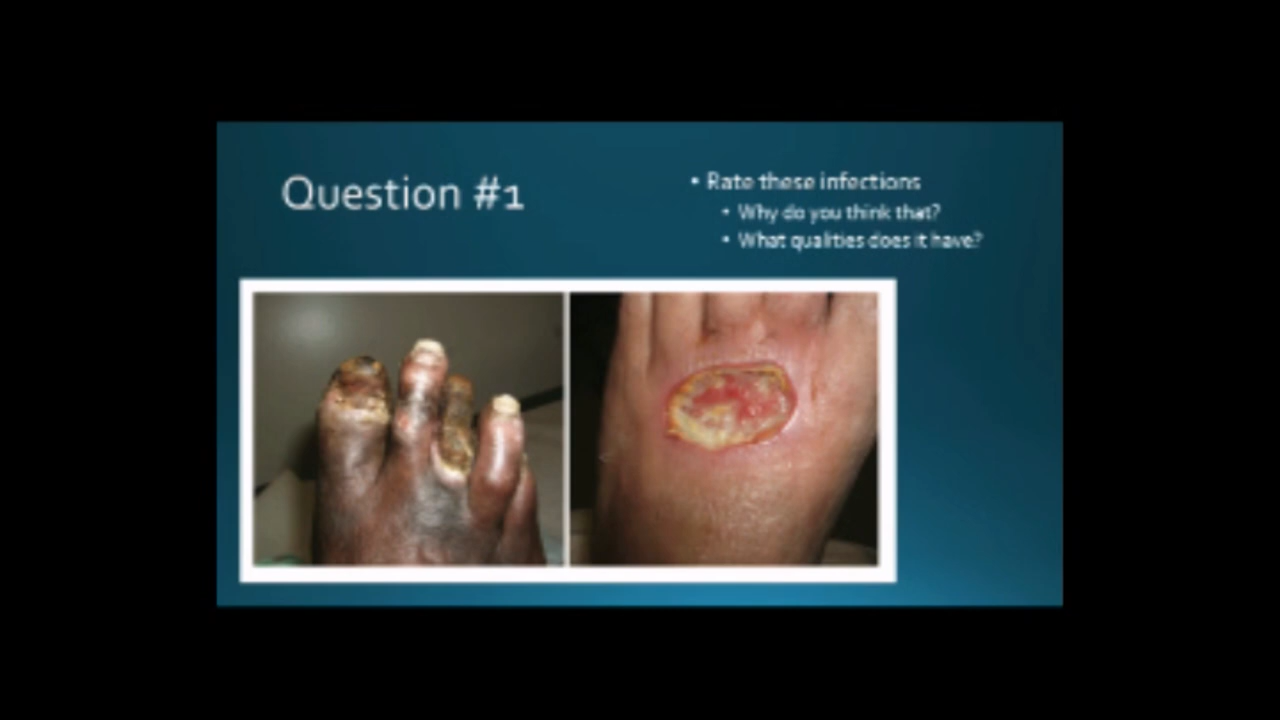 Question #1
• Rate these infections
• Why do you think that?
• What qualities does it have?